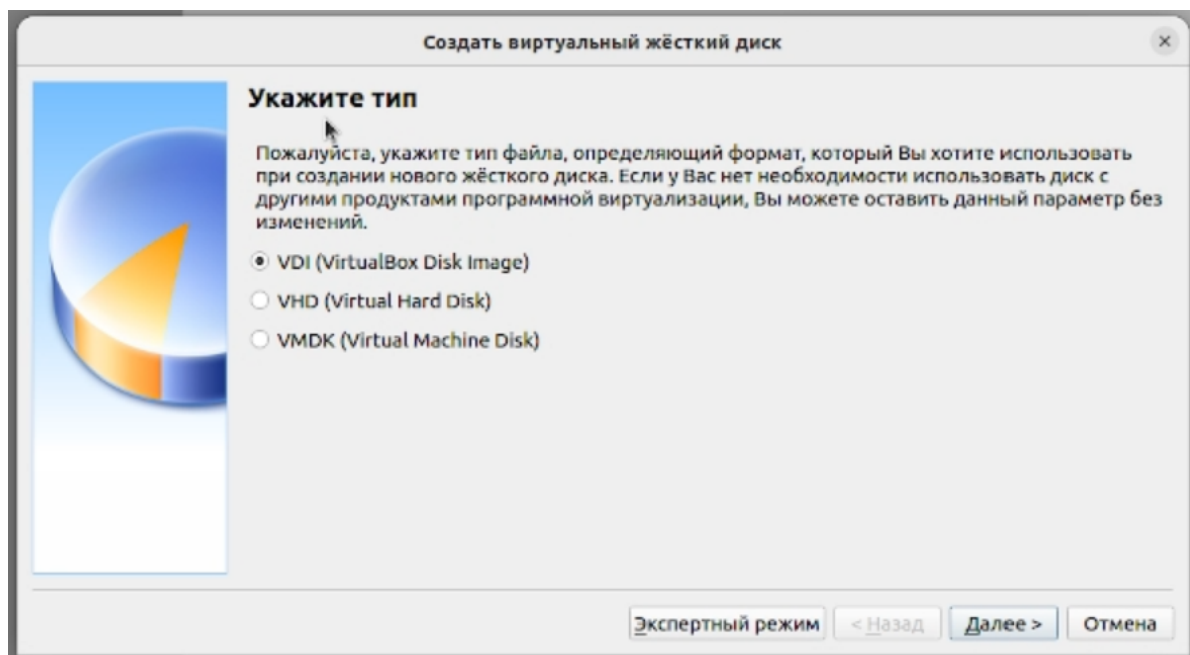 Создать виртуальный жёсткий диск
Укажите тип
Пожалуйста, укажите тип файла, определяющий формат, который Вы хотите использовать
при создании нового жёсткого диска. Если у Вас нет необходимости использовать диск с
другими продуктами программной виртуализации, Вы можете оставить данный параметр без
изменений.
VDI (VirtualBox Disk Image)
VHD (Virtual Hard Disk)
VMDK (Virtual Machine Disk)
Экспертный режим < Назад Далее > Отмена